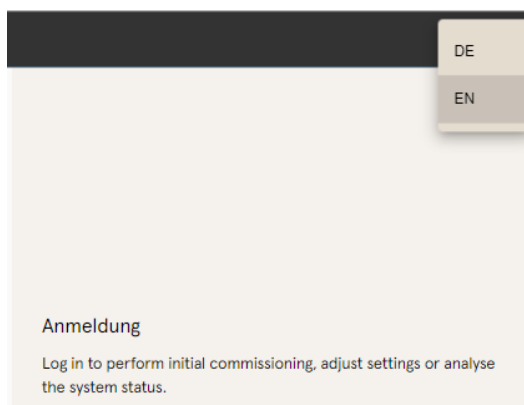 DE
EN
Anmeldung
Log in to perform initial commissioning, adjust settings or analyse
the system status.